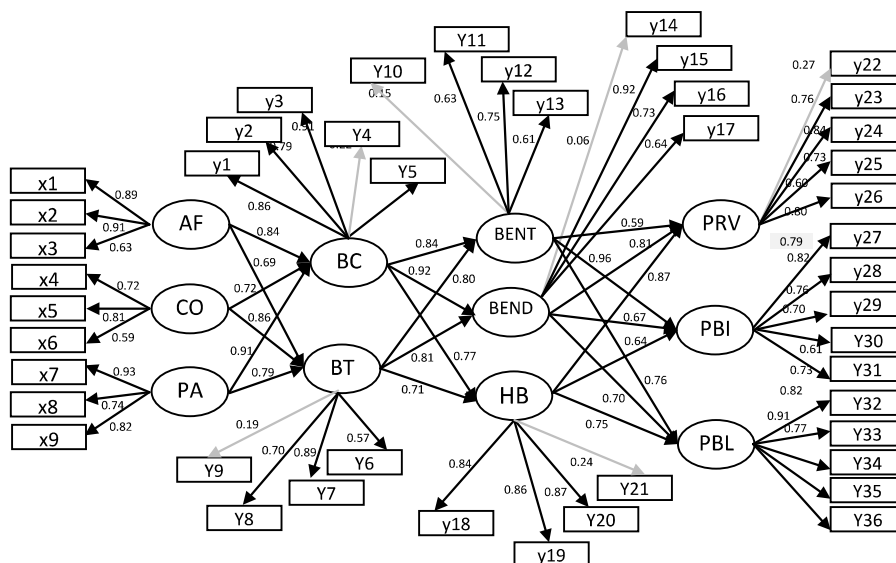 y14
Y11
y15
y22
0.27
Y10
y12
0.15
0.92
0.63
0.75
y16
y23
0.76
y3
y13
0.73
y2
0.91
Y4
0.61
0.06
0.64
y17
y24
0.84
y1
0.79
Y5
0.73
y25
x1
0.89
0.86
0.60
y26
x2
0.91
AF
0.84
BENT
0.59
PRV
0.80
x3
0.63
0.69
BC
0.84
0.96
0.81
0.79
0.82
y27
x4
0.72
CO
0.72
0.92
0.80
0.87
0.76
y28
x5
0.81
0.86
BEND
0.67
PBI
0.70
y29
x6
0.59
0.91
0.81
0.64
0.61
Y30
x7
0.93
PA
0.79
BT
0.77
0.71
HB
0.76
0.73
Y31
x8
0.74
0.70
0.82
Y32
x9
0.82
0.75
PBL
0.91
0.77
Y33
0.19
0.57
Y9
0.70
0.89
Y6
0.84
0.24
Y34
Y7
0.86
0.87
Y21
Y35
Y8
y18
Y20
Y36
y19